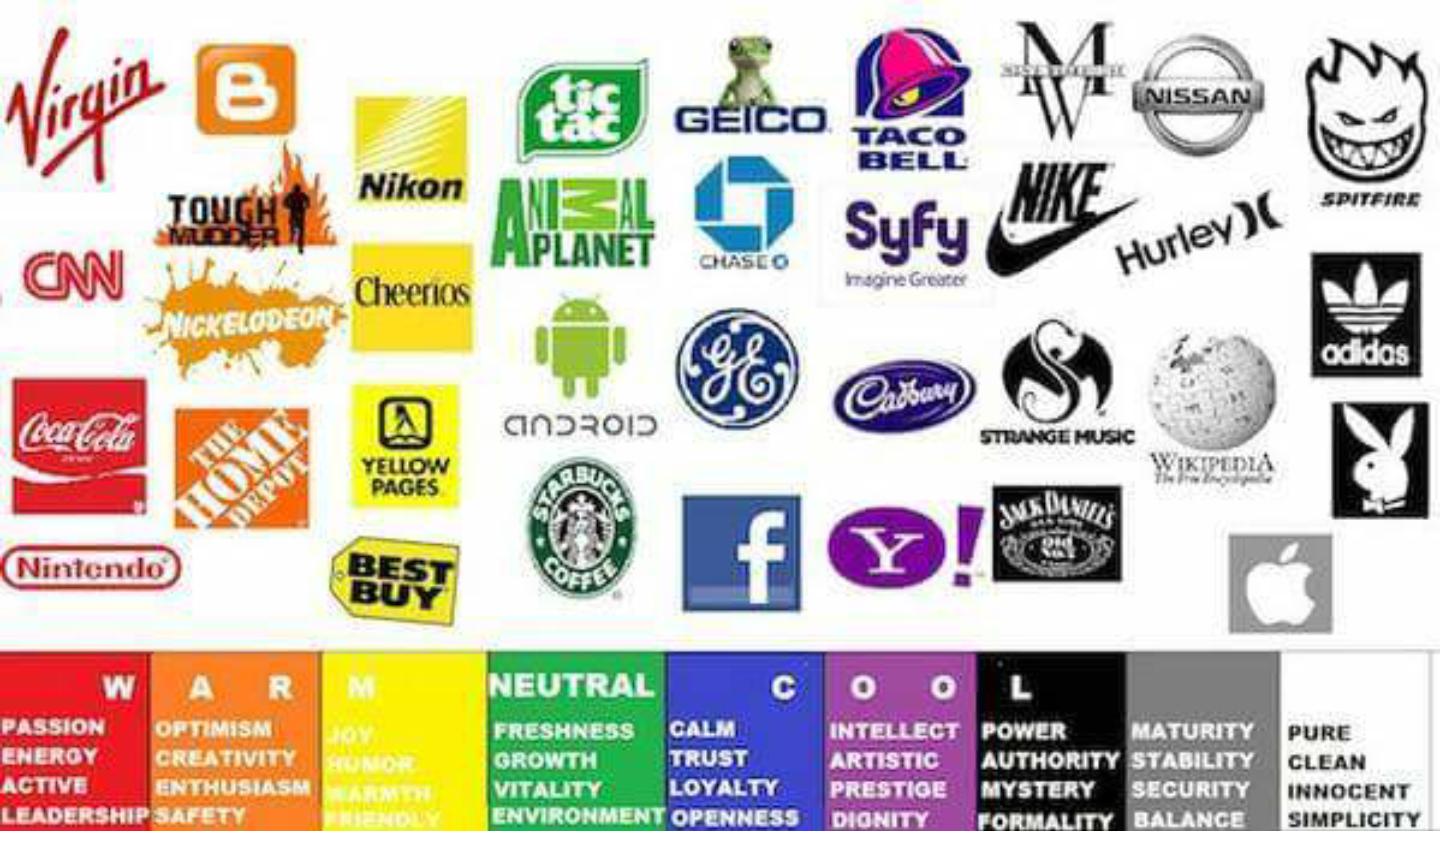 Virgin
CNN
Coca-Cola
Nintendo
B
TOUGH
MUDDER
NICKELODEON
THE
HOME
DEPOT
Nikon
Cheerios
YELLOW
PAGES
BEST
BUY
tic
tac
ANIMAL
PLANET
ANDROID
STARBUCKS
COFFEE
GEICO
CHASE
GE
f
TACO
BELL
Syfy
Imagine Greater
Cadbury
Y!
MW
NIKE
STRANGE MUSIC
JACK DANIEL'S
NISSAN
Hurley
WIKIPEDIA
The Free Encyclopedia
SPITFIRE
adidas
W A R M NEUTRAL C O O L
PASSION
ENERGY
ACTIVE
LEADERSHIP
OPTIMISM
CREATIVITY
ENTHUSIASM
SAFETY
JOY
HUMOR
WARMTH
FRIENDLY
FRESHNESS
GROWTH
VITALITY
ENVIRONMENT
CALM
TRUST
LOYALTY
OPENNESS
INTELLECT
ARTISTIC
PRESTIGE
DIGNITY
POWER
AUTHORITY
MYSTERY
FORMALITY
MATURITY
STABILITY
SECURITY
BALANCE
PURE
CLEAN
INNOCENT
SIMPLICITY